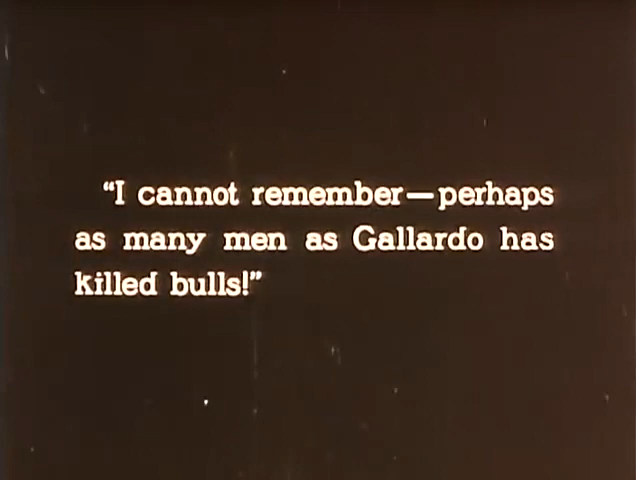 “I cannot remember—perhaps
as many men as Gallardo has
killed bulls!”